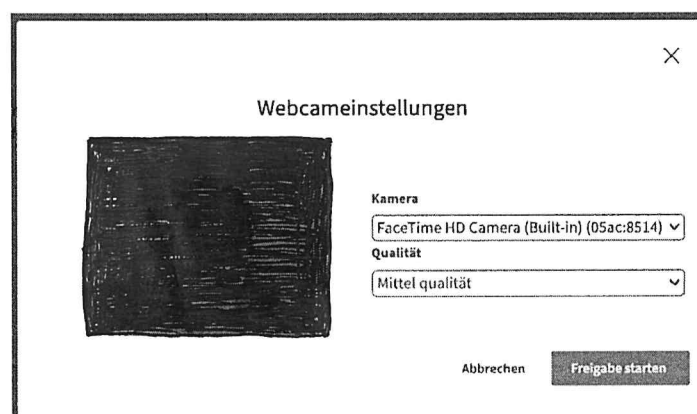 Webcameinstellungen
Kamera
FaceTime HD Camera (Built-in) (05ac:8514)
Qualität
Mittel qualität
Abbrechen
Freigabe starten